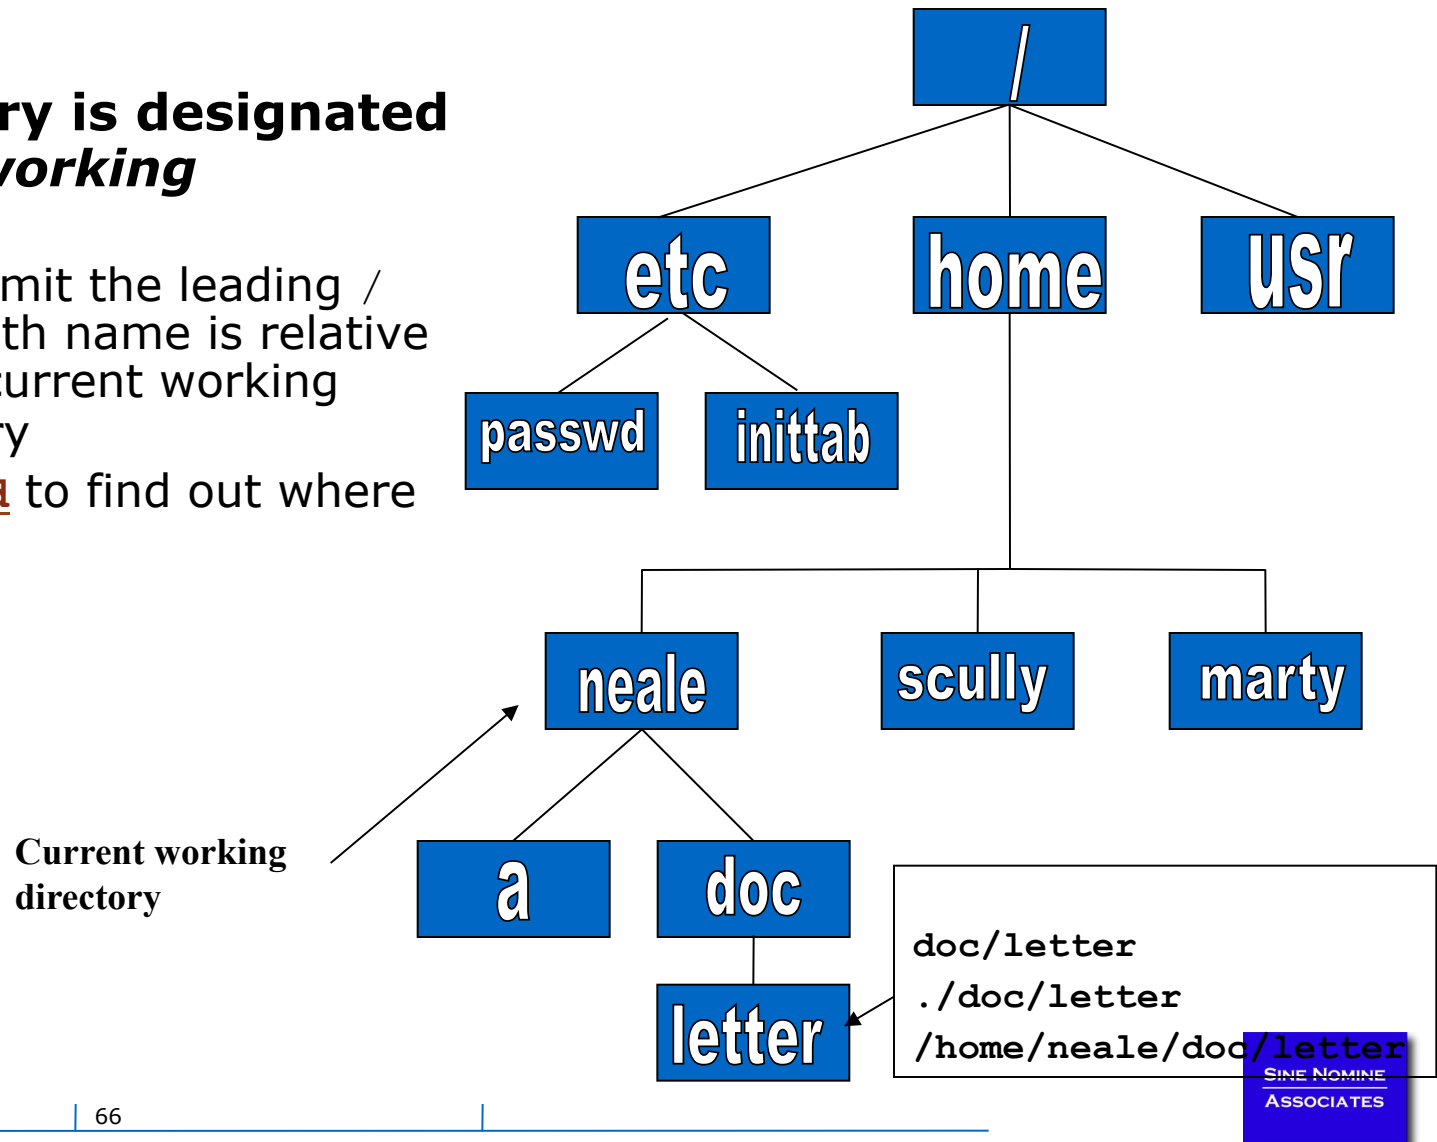 ry is designated
working
mit the leading /
th name is relative
current working
ry
to find out where
/
etc
home
usr
passwd
inittab
neale
scully
marty
Current working
directory
a
doc
letter
doc/letter
./doc/letter
/home/neale/doc/letter
SINE NOMINE
ASSOCIATES
66